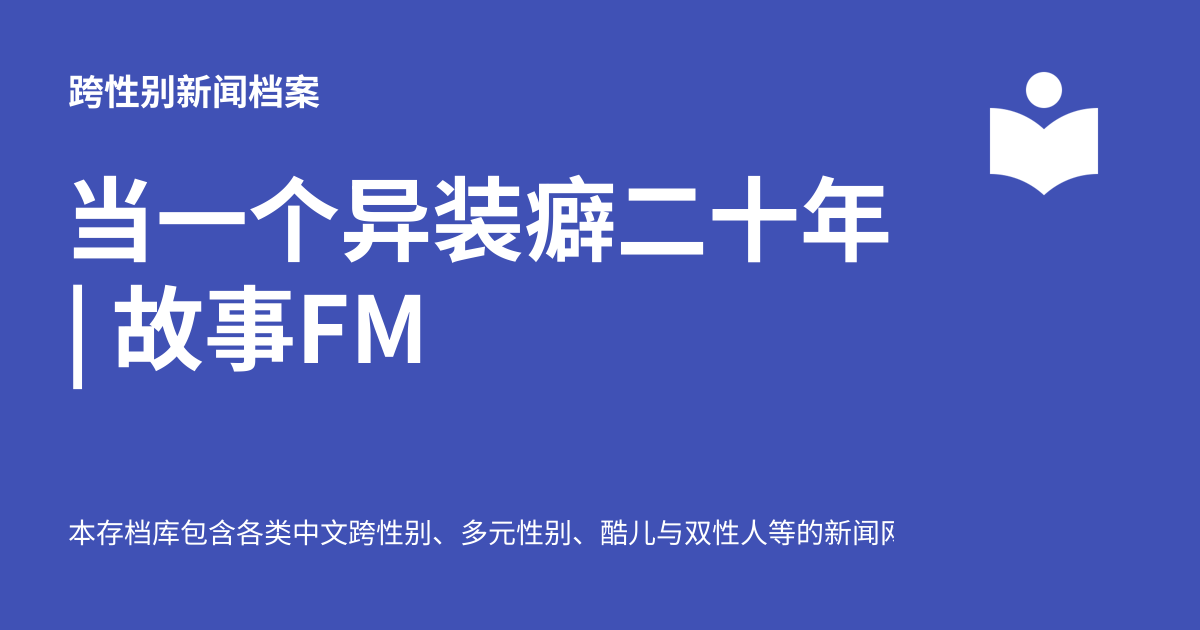 跨性别新闻档案
当一个异装癖二十年
| 故事FM
本存档库包含各类中文跨性别、多元性别、酷儿与双性人等的新闻